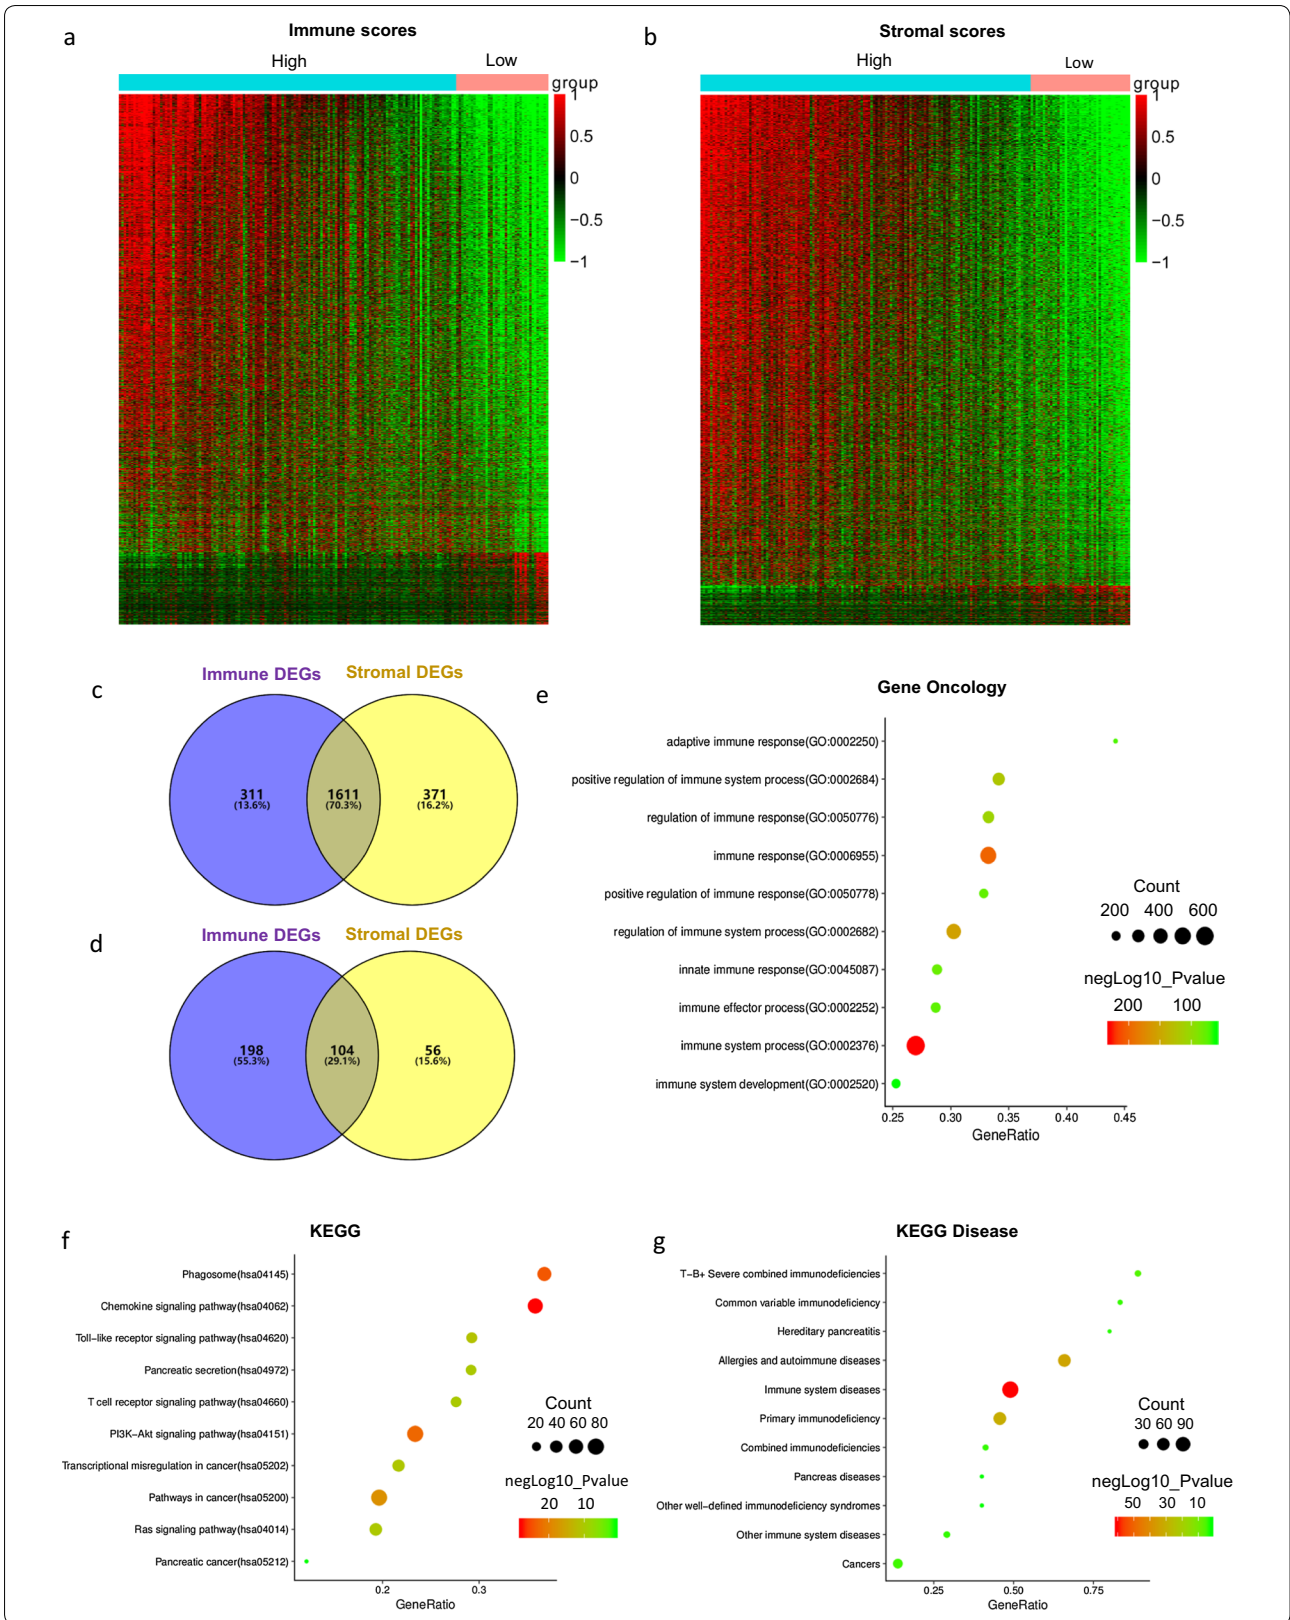 a
Immune scores
High
Low
group
1
0.5
0
−0.5
−1
b
Stromal scores
High
Low
group
1
0.5
0
−0.5
−1
c
Immune DEGs
Stromal DEGs
311
(13.6%)
1611
(70.3%)
371
(16.2%)
d
Immune DEGs
Stromal DEGs
198
(55.3%)
104
(29.1%)
56
(15.6%)
e
Gene Oncology
adaptive immune response(GO:0002250)
positive regulation of immune system process(GO:0002684)
regulation of immune response(GO:0050776)
immune response(GO:0006955)
positive regulation of immune response(GO:0050778)
regulation of immune system process(GO:0002682)
innate immune response(GO:0045087)
immune effector process(GO:0002252)
immune system process(GO:0002376)
immune system development(GO:0002520)
0.25 0.30 0.35 0.40 0.45
GeneRatio
Count
200 400 600
negLog10_Pvalue
200 100
f
KEGG
Phagosome(hsa04145)
Chemokine signaling pathway(hsa04062)
Toll−like receptor signaling pathway(hsa04620)
Pancreatic secretion(hsa04972)
T cell receptor signaling pathway(hsa04660)
PI3K−Akt signaling pathway(hsa04151)
Transcriptional misregulation in cancer(hsa05202)
Pathways in cancer(hsa05200)
Ras signaling pathway(hsa04014)
Pancreatic cancer(hsa05212)
0.2 0.3
GeneRatio
Count
20 40 60 80
negLog10_Pvalue
20 10
g
KEGG Disease
T−B+ Severe combined immunodeficiencies
Common variable immunodeficiency
Hereditary pancreatitis
Allergies and autoimmune diseases
Immune system diseases
Primary immunodeficiency
Combined immunodeficiencies
Pancreas diseases
Other well−defined immunodeficiency syndromes
Other immune system diseases
Cancers
0.25 0.50 0.75
GeneRatio
Count
30 60 90
negLog10_Pvalue
50 30 10